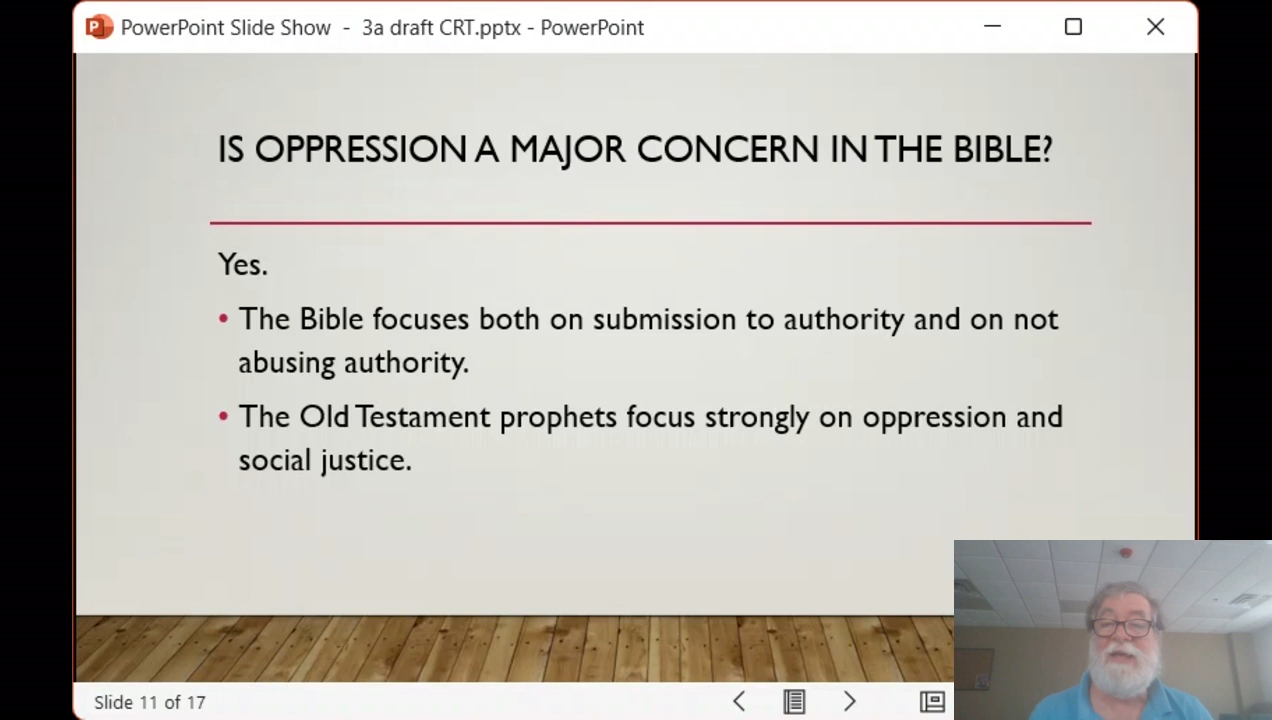 PowerPoint Slide Show - 3a draft CRT.pptx - PowerPoint
IS OPPRESSION A MAJOR CONCERN IN THE BIBLE?
Yes.
• The Bible focuses both on submission to authority and on not
abusing authority.
• The Old Testament prophets focus strongly on oppression and
social justice.
Slide 11 of 17